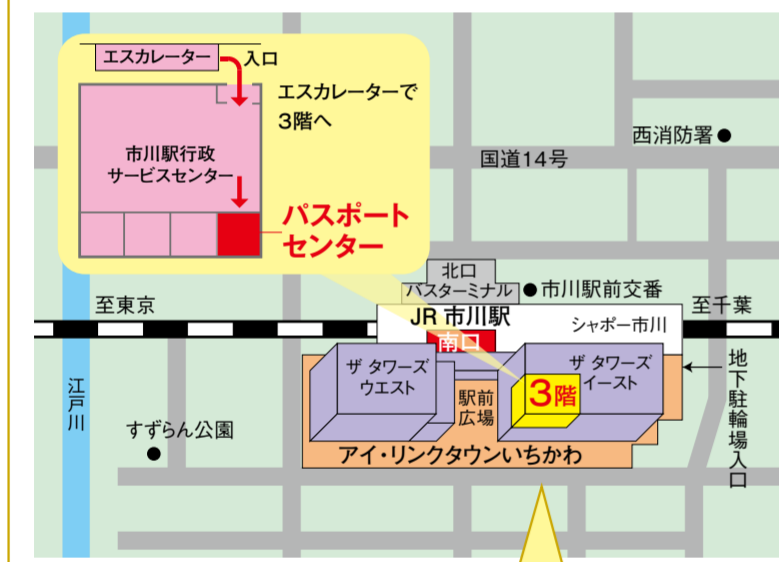 エスカレーター
入口
エスカレーターで
3階へ
市川駅行政
サービスセンター
パスポート
センター
西消防署
国道14号
北口
バスターミナル
市川駅前交番
至東京
JR 市川駅
シャポー市川
至千葉
南口
ザ タワーズ
ウエスト
ザ タワーズ
イースト
3階
駅前
広場
地下駐輪場入口
江戸川
すずらん公園
アイ・リンクタウンいちかわ